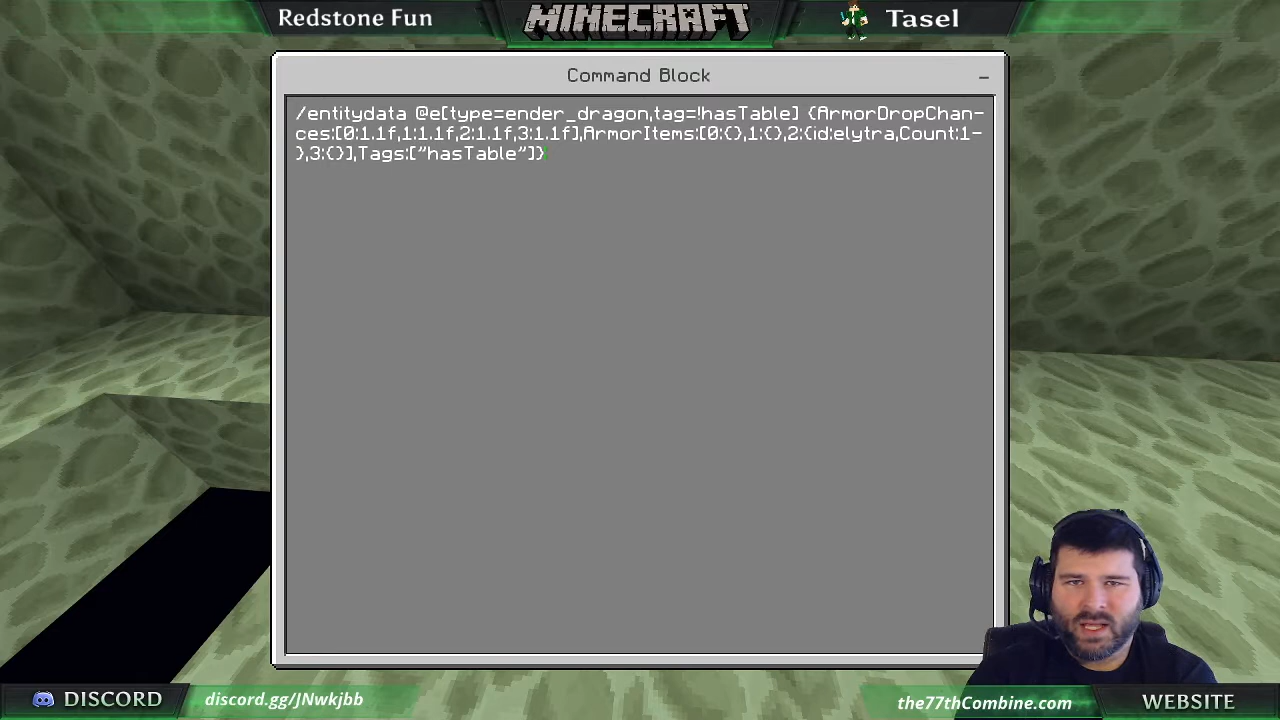 Redstone Fun
MINECRAFT
Tasel
Command Block
/entitydata @e[type=ender_dragon,tag=!hasTable] {ArmorDropChan-
ces:[0:1.1f,1:1.1f,2:1.1f,3:1.1f],ArmorItems:[0:{},1:{},2:{id:elytra,Count:1-
},3:{}],Tags:["hasTable"]}
DISCORD
discord.gg/JNwkjbb
the77thCombine.com
WEBSITE